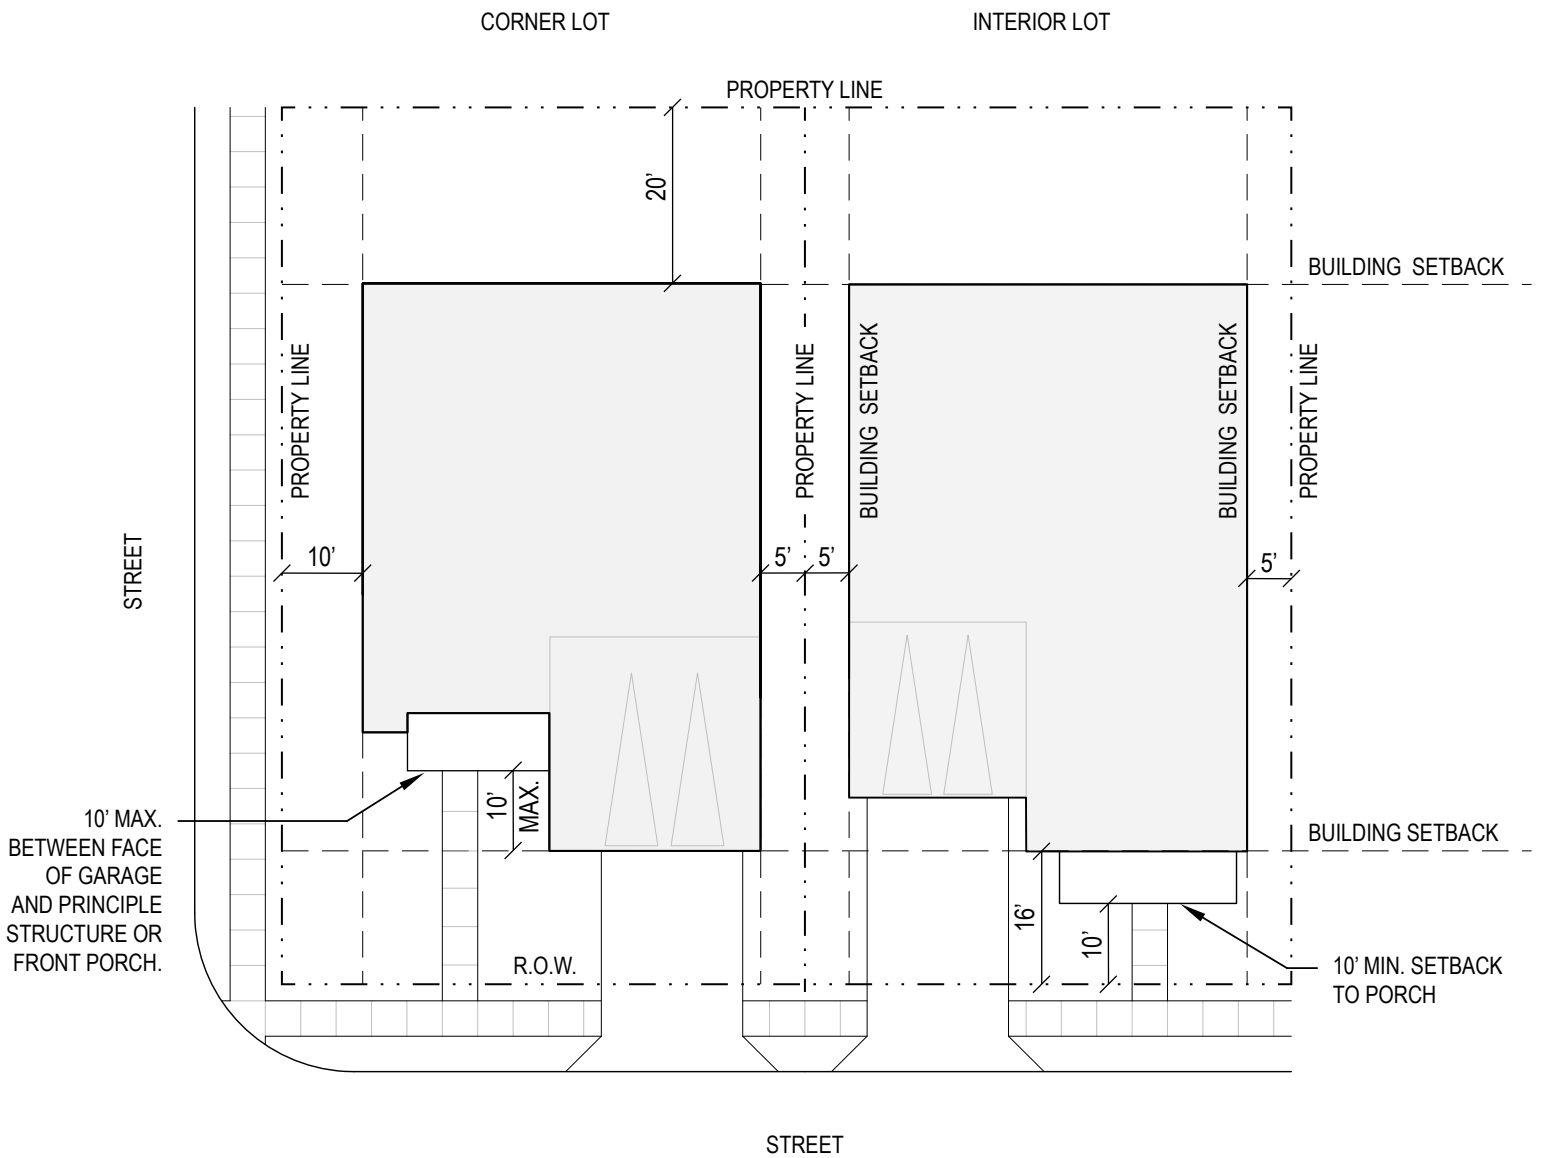 CORNER LOT
INTERIOR LOT
PROPERTY LINE
20’
BUILDING SETBACK
PROPERTY LINE
PROPERTY LINE
BUILDING SETBACK
BUILDING SETBACK
PROPERTY LINE
STREET
10’
5’
5’
5’
10’ MAX.
BETWEEN FACE
OF GARAGE
AND PRINCIPLE
STRUCTURE OR
FRONT PORCH.
10’
MAX.
BUILDING SETBACK
16’
10’
R.O.W.
10’ MIN. SETBACK
TO PORCH
STREET